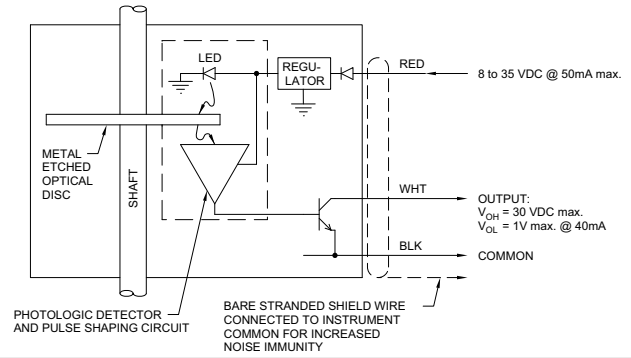 LED
REGU-
LATOR
RED
8 to 35 VDC @ 50mA max.
METAL
ETCHED
OPTICAL
DISC
SHAFT
WHT
OUTPUT:
VOH = 30 VDC max.
VOL = 1V max. @ 40mA
BLK
COMMON
PHOTOLOGIC DETECTOR
AND PULSE SHAPING CIRCUIT
BARE STRANDED SHIELD WIRE
CONNECTED TO INSTRUMENT
COMMON FOR INCREASED
NOISE IMMUNITY